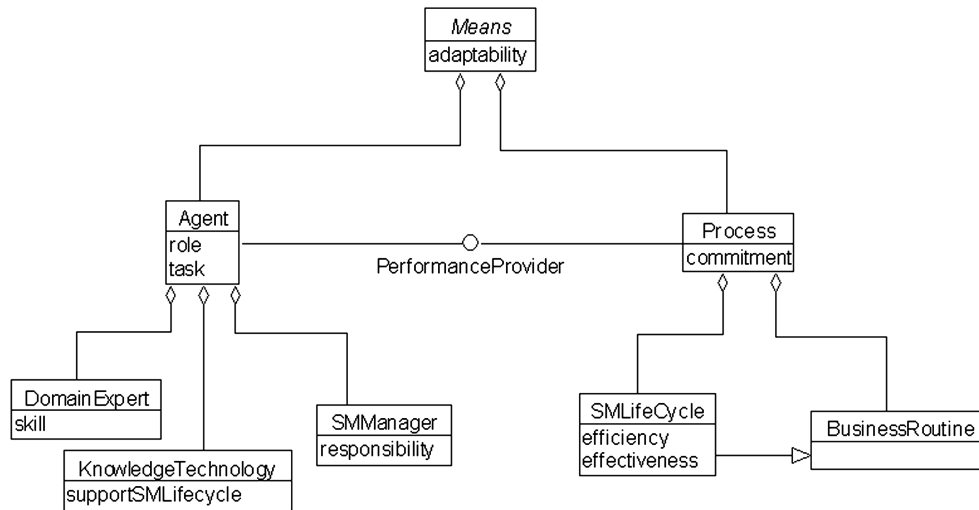 Means
adaptability
Agent
role
task
PerformanceProvider
Process
commitment
DomainExpert
skill
KnowledgeTechnology
supportSMLifecycle
SMManager
responsibility
SMLifeCycle
efficiency
effectiveness
BusinessRoutine